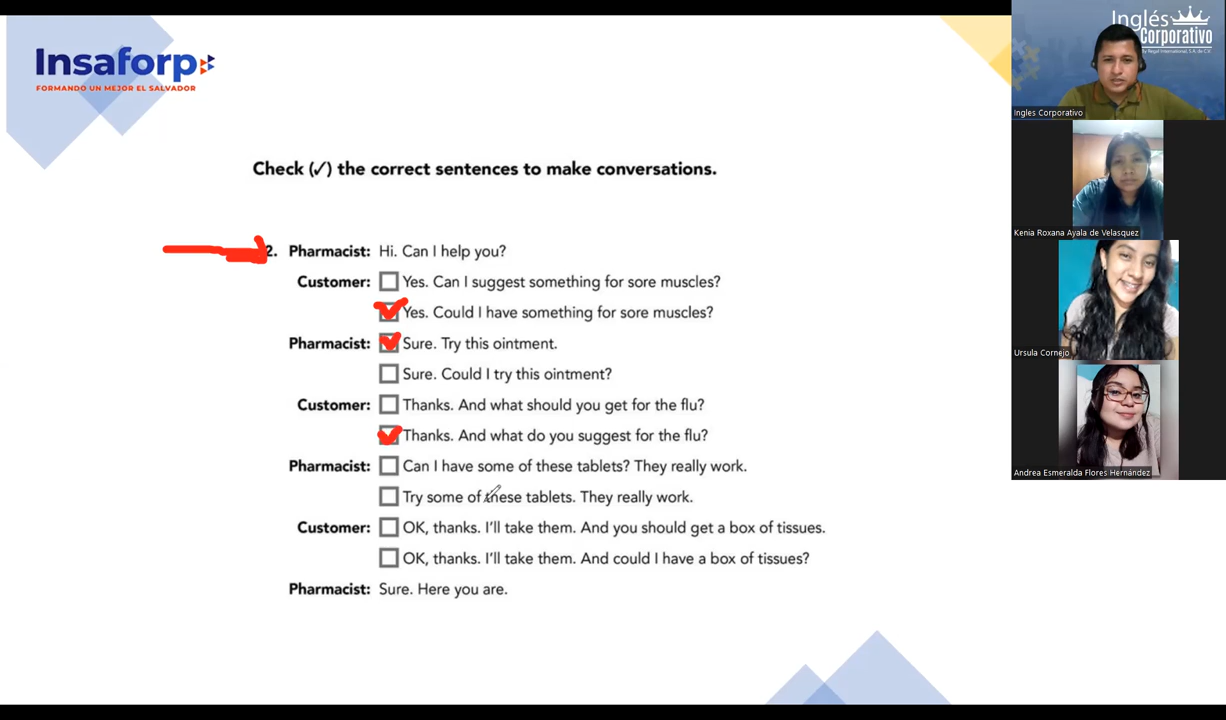 Insaforp
FORMANDO UN MEJOR EL SALVADOR
Check (✓) the correct sentences to make conversations.
2. Pharmacist: Hi. Can I help you?
Customer: Yes. Can I suggest something for sore muscles?
Yes. Could I have something for sore muscles?
Pharmacist: Sure. Try this ointment.
Sure. Could I try this ointment?
Customer: Thanks. And what should you get for the flu?
Thanks. And what do you suggest for the flu?
Pharmacist: Can I have some of these tablets? They really work.
Try some of these tablets. They really work.
Customer: OK, thanks. I'll take them. And you should get a box of tissues.
OK, thanks. I'll take them. And could I have a box of tissues?
Pharmacist: Sure. Here you are.
Inglés
Corporativo
By Regal International, S.A. de C.V.
Ingles Corporativo
Kenia Roxana Ayala de Velasquez
Ursula Cornejo
Andrea Esmeralda Flores Hernández